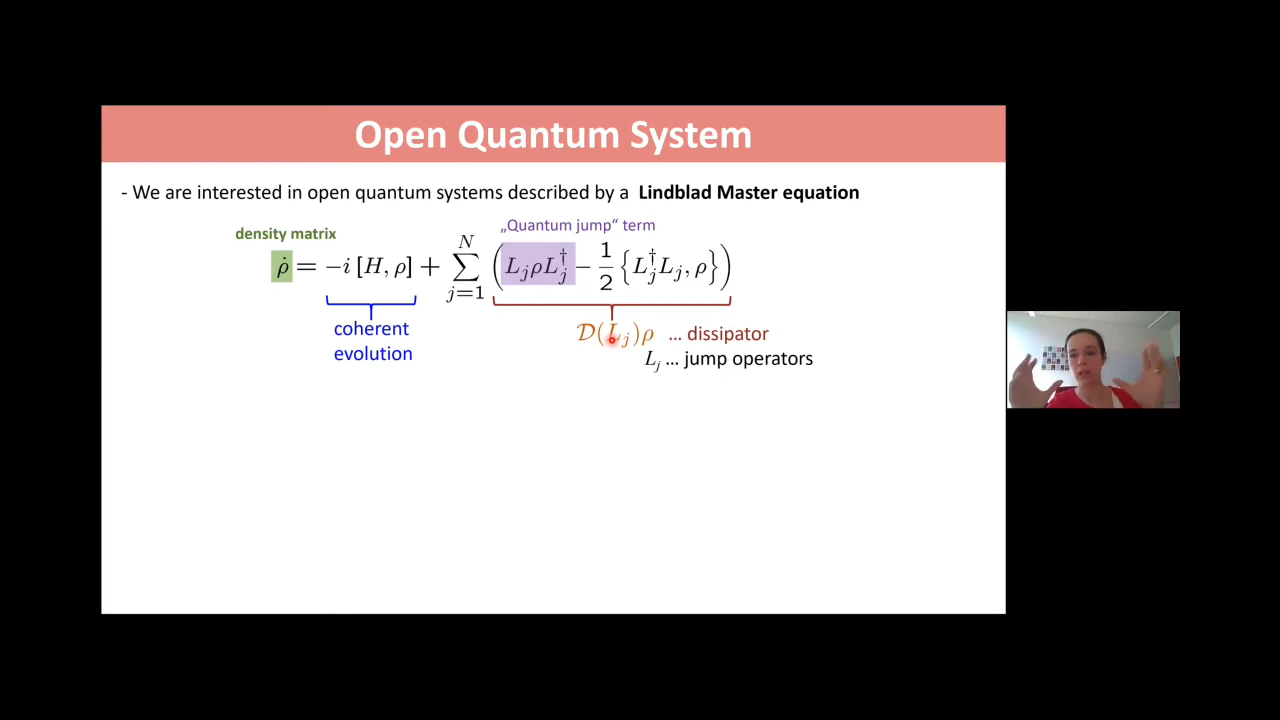 Open Quantum System
- We are interested in open quantum systems described by a Lindblad Master equation
density matrix
„Quantum jump“ term
ρ̇ = −i [H, ρ] + ∑_{j=1}^{N} ( L_j ρ L_j^† − 1/2 { L_j^† L_j, ρ } )
coherent
evolution
𝒟(L_j)ρ ... dissipator
L_j ... jump operators